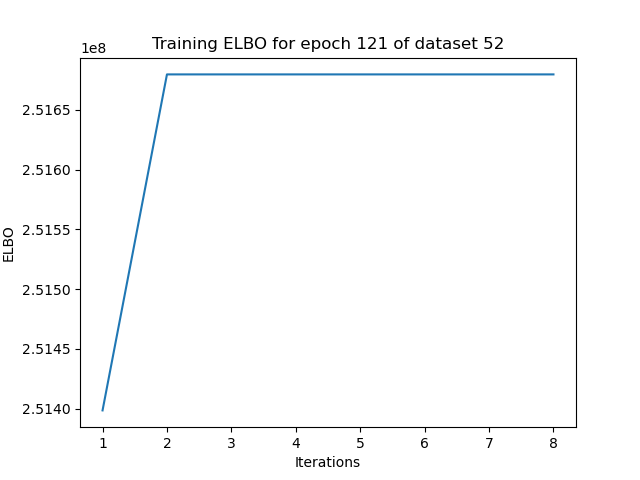 Training ELBO for epoch 121 of dataset 52
1e8
2.5165
2.5160
2.5155
2.5150
2.5145
2.5140
ELBO
1 2 3 4 5 6 7 8
Iterations